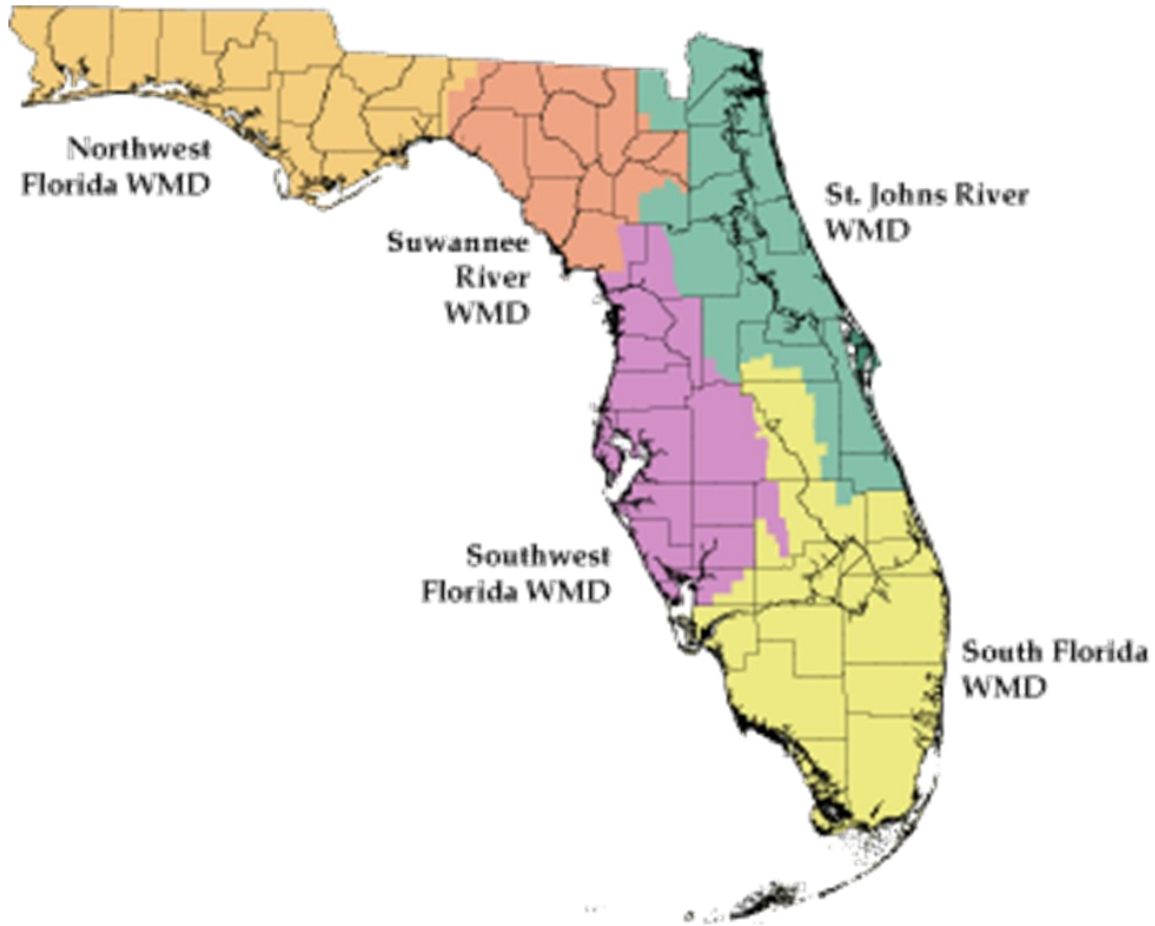 Northwest
Florida WMD
St. Johns River
WMD
Suwannee
River
WMD
Southwest
Florida WMD
South Florida
WMD